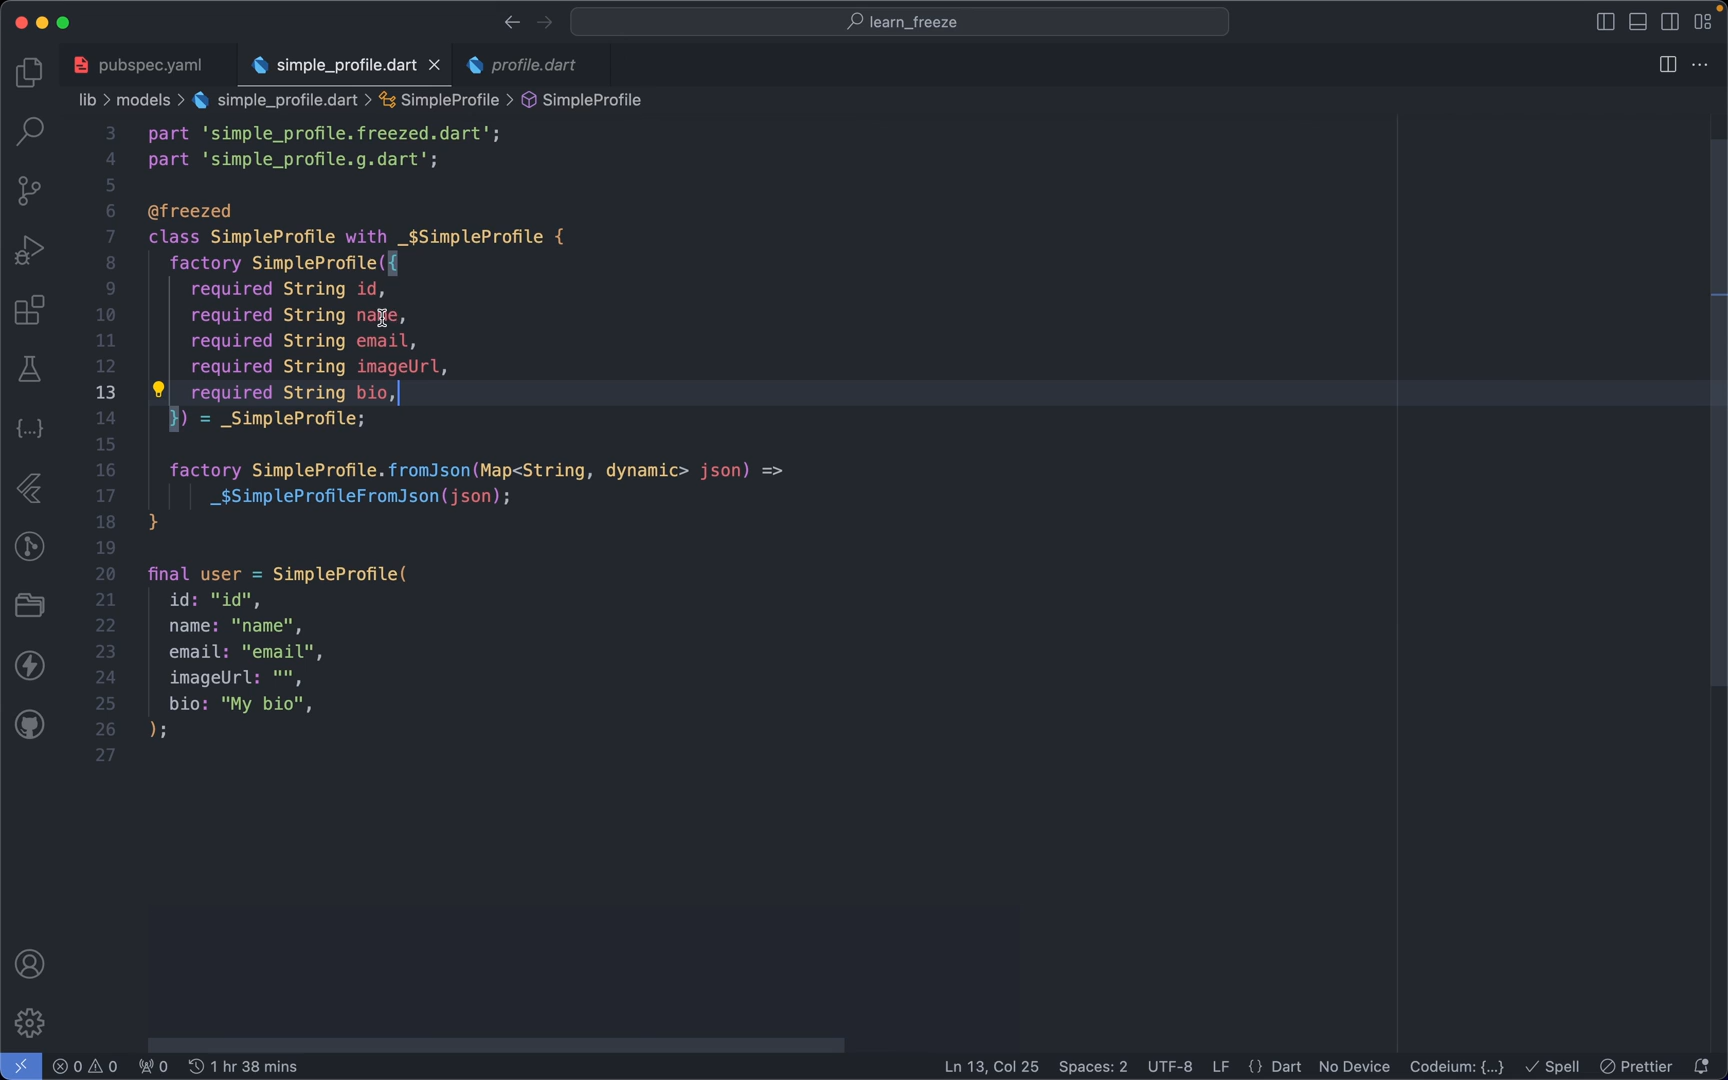 learn_freeze
pubspec.yaml
simple_profile.dart
profile.dart
lib > models > simple_profile.dart > SimpleProfile > SimpleProfile
3 part 'simple_profile.freezed.dart';
4 part 'simple_profile.g.dart';
5
6 @freezed
7 class SimpleProfile with _$SimpleProfile {
8 factory SimpleProfile({
9 required String id,
10 required String name,
11 required String email,
12 required String imageUrl,
13 required String bio,
14 }) = _SimpleProfile;
15
16 factory SimpleProfile.fromJson(Map<String, dynamic> json) =>
17 _$SimpleProfileFromJson(json);
18 }
19
20 final user = SimpleProfile(
21 id: "id",
22 name: "name",
23 email: "email",
24 imageUrl: "",
25 bio: "My bio",
26 );
27
0 0 0 1 hr 38 mins Ln 13, Col 25 Spaces: 2 UTF-8 LF {} Dart No Device Codeium: {...} Spell Prettier